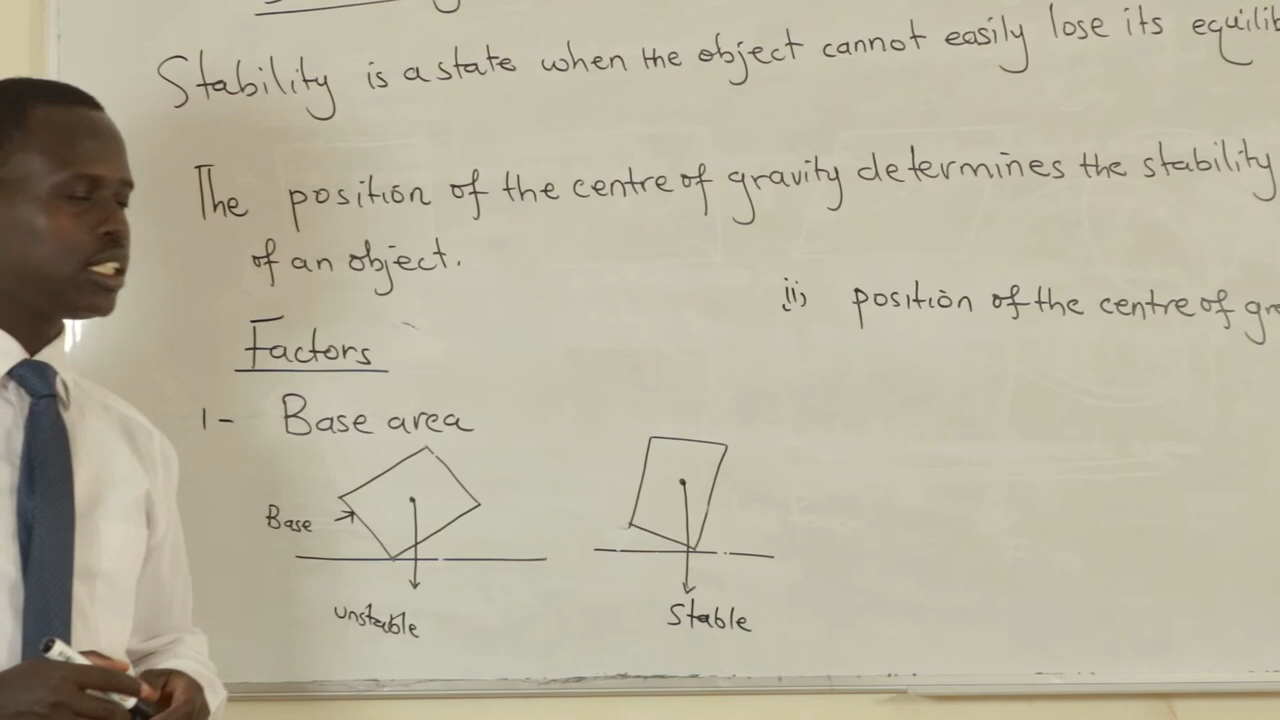 Stability is a state when the object cannot easily lose its
The position of the centre of gravity determines the stability
of an object.
ii) position of the centre of
Factors
1- Base area
Base
unstable
Stable